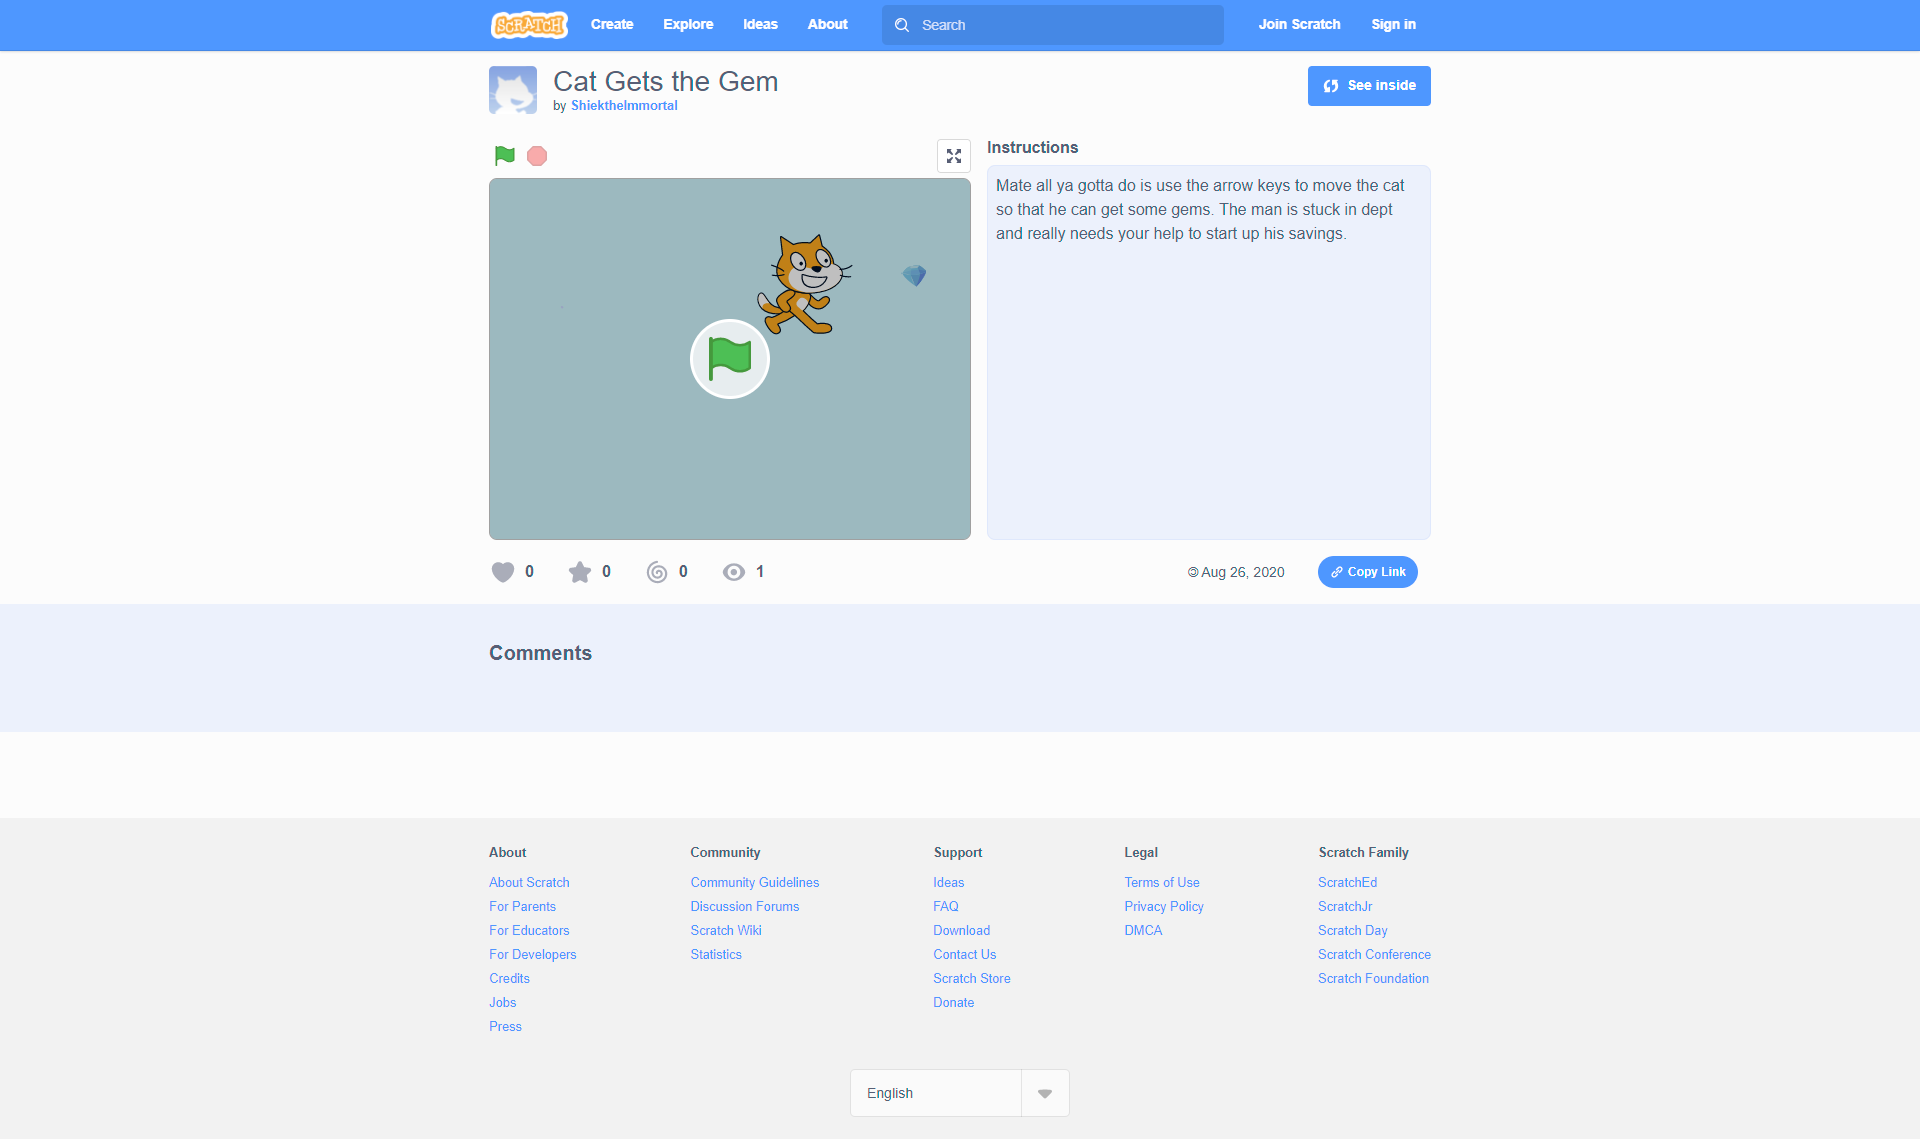 SCRATCH Create Explore Ideas About Search Join Scratch Sign in
Cat Gets the Gem
by ShiektheImmortal
See inside
Instructions
Mate all ya gotta do is use the arrow keys to move the cat
so that he can get some gems. The man is stuck in dept
and really needs your help to start up his savings.
0 0 0 1
© Aug 26, 2020
Copy Link
Comments
About
About Scratch
For Parents
For Educators
For Developers
Credits
Jobs
Press
Community
Community Guidelines
Discussion Forums
Scratch Wiki
Statistics
Support
Ideas
FAQ
Download
Contact Us
Scratch Store
Donate
Legal
Terms of Use
Privacy Policy
DMCA
Scratch Family
ScratchEd
ScratchJr
Scratch Day
Scratch Conference
Scratch Foundation
English